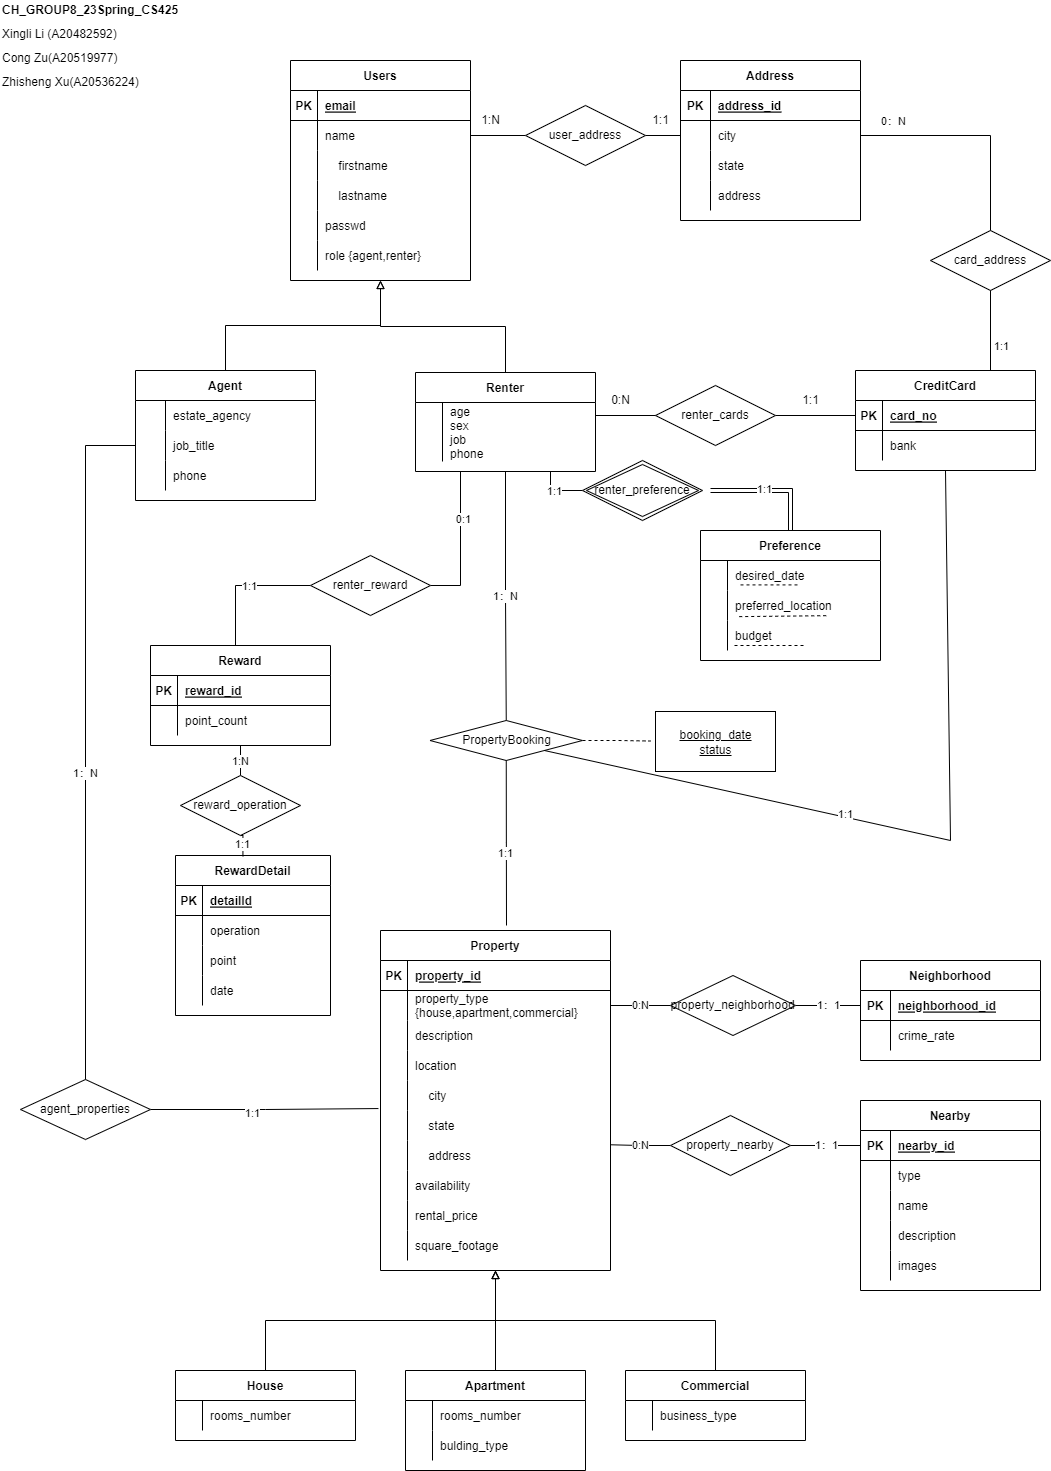 CH_GROUP8_23Spring_CS425
Xingli Li (A20482592)
Cong Zu(A20519977)
Zhisheng Xu(A20536224)
Users
PK email
name
firstname
lastname
passwd
role {agent,renter}
1:N
user_address
1:1
Address
PK address_id
city
state
address
0: N
card_address
1:1
Agent
estate_agency
job_title
phone
Renter
age
sex
job
phone
0:N
renter_cards
1:1
CreditCard
PK card_no
bank
1:1
renter_preference
1:1
Preference
desired_date
preferred_location
budget
0:1
renter_reward
1:1
Reward
PK reward_id
point_count
1:N
reward_operation
1:1
RewardDetail
PK detailId
operation
point
date
1: N
PropertyBooking
booking_date
status
1:1
1:1
1: N
agent_properties
1:1
Property
PK property_id
property_type
{house,apartment,commercial}
description
location
city
state
address
availability
rental_price
square_footage
0:N
property_neighborhood
1: 1
Neighborhood
PK neighborhood_id
crime_rate
0:N
property_nearby
1: 1
Nearby
PK nearby_id
type
name
description
images
House
rooms_number
Apartment
rooms_number
bulding_type
Commercial
business_type